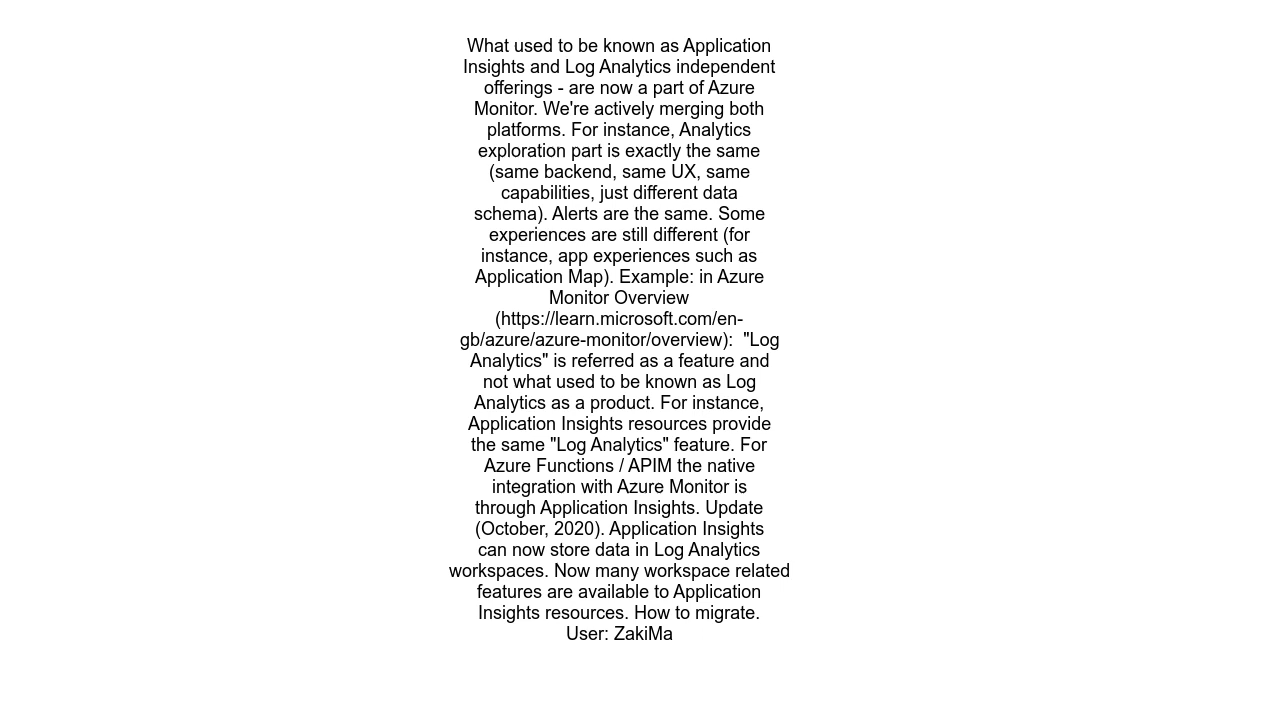 What used to be known as Application
Insights and Log Analytics independent
offerings - are now a part of Azure
Monitor. We're actively merging both
platforms. For instance, Analytics
exploration part is exactly the same
(same backend, same UX, same
capabilities, just different data
schema). Alerts are the same. Some
experiences are still different (for
instance, app experiences such as
Application Map). Example: in Azure
Monitor Overview
(https://learn.microsoft.com/en-
gb/azure/azure-monitor/overview):  "Log
Analytics" is referred as a feature and
not what used to be known as Log
Analytics as a product. For instance,
Application Insights resources provide
the same "Log Analytics" feature. For
Azure Functions / APIM the native
integration with Azure Monitor is
through Application Insights. Update
(October, 2020). Application Insights
can now store data in Log Analytics
workspaces. Now many workspace related
features are available to Application
Insights resources. How to migrate.
User: ZakiMa